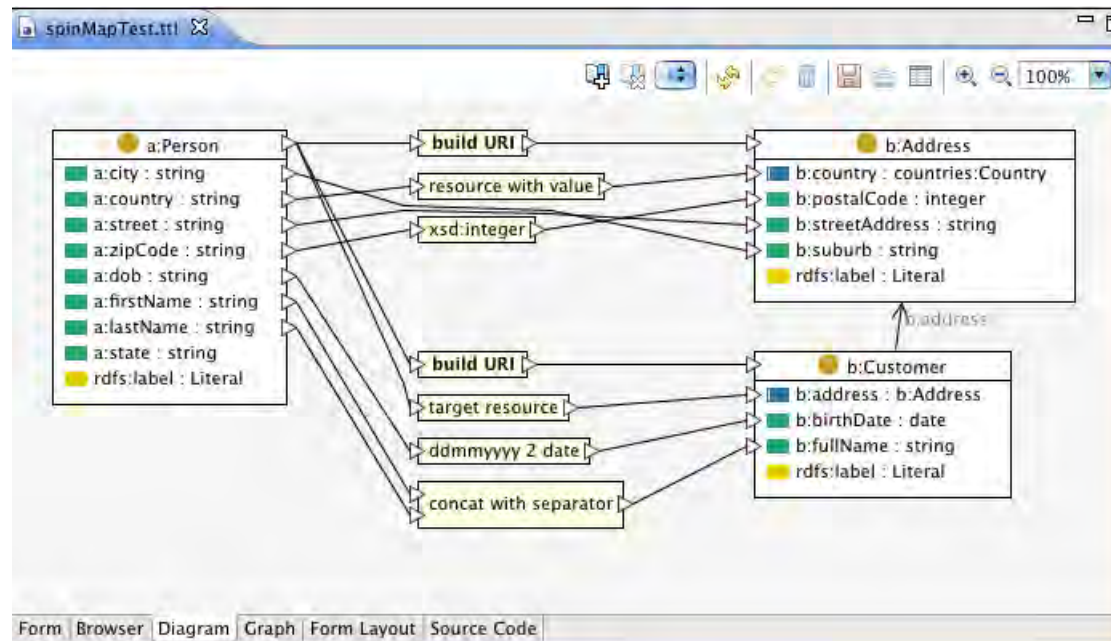 spinMapTest.ttl
100%
a:Person
a:city : string
a:country : string
a:street : string
a:zipCode : string
a:dob : string
a:firstName : string
a:lastName : string
a:state : string
rdfs:label : Literal
build URI
resource with value
xsd:integer
b:Address
b:country : countries:Country
b:postalCode : integer
b:streetAddress : string
b:suburb : string
rdfs:label : Literal
b:address
build URI
target resource
ddmmyyyy 2 date
concat with separator
b:Customer
b:address : b:Address
b:birthDate : date
b:fullName : string
rdfs:label : Literal
Form Browser Diagram Graph Form Layout Source Code